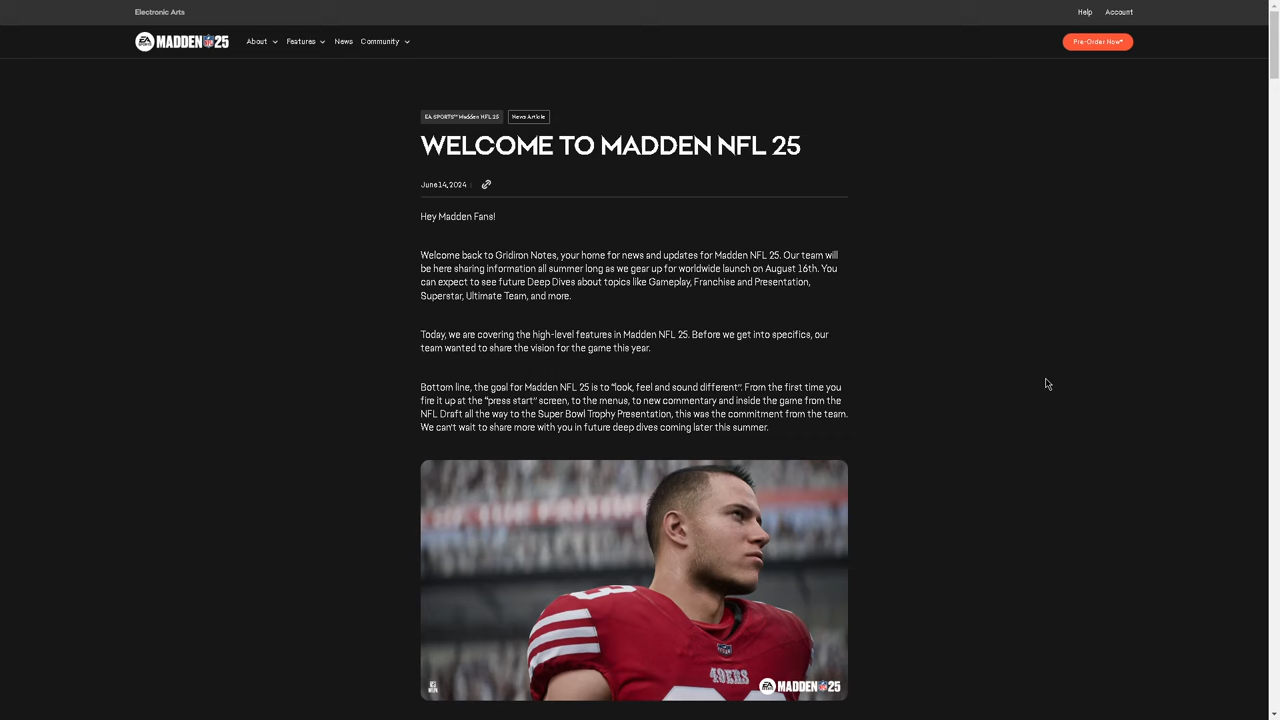 Electronic Arts
Help
Account
EA SPORTS MADDEN NFL 25
About
Features
News
Community
Pre-Order Now*
EA SPORTS™ Madden NFL 25
News Article
WELCOME TO MADDEN NFL 25
June 14, 2024
Hey Madden Fans!
Welcome back to Gridiron Notes, your home for news and updates for Madden NFL 25. Our team will
be here sharing information all summer long as we gear up for worldwide launch on August 16th. You
can expect to see future Deep Dives about topics like Gameplay, Franchise and Presentation,
Superstar, Ultimate Team, and more.
Today, we are covering the high-level features in Madden NFL 25. Before we get into specifics, our
team wanted to share the vision for the game this year.
Bottom line, the goal for Madden NFL 25 is to “look, feel and sound different”. From the first time you
fire it up at the “press start” screen, to the menus, to new commentary and inside the game from the
NFL Draft all the way to the Super Bowl Trophy Presentation, this was the commitment from the team.
We can't wait to share more with you in future deep dives coming later this summer.
49ERS
EA SPORTS MADDEN NFL 25